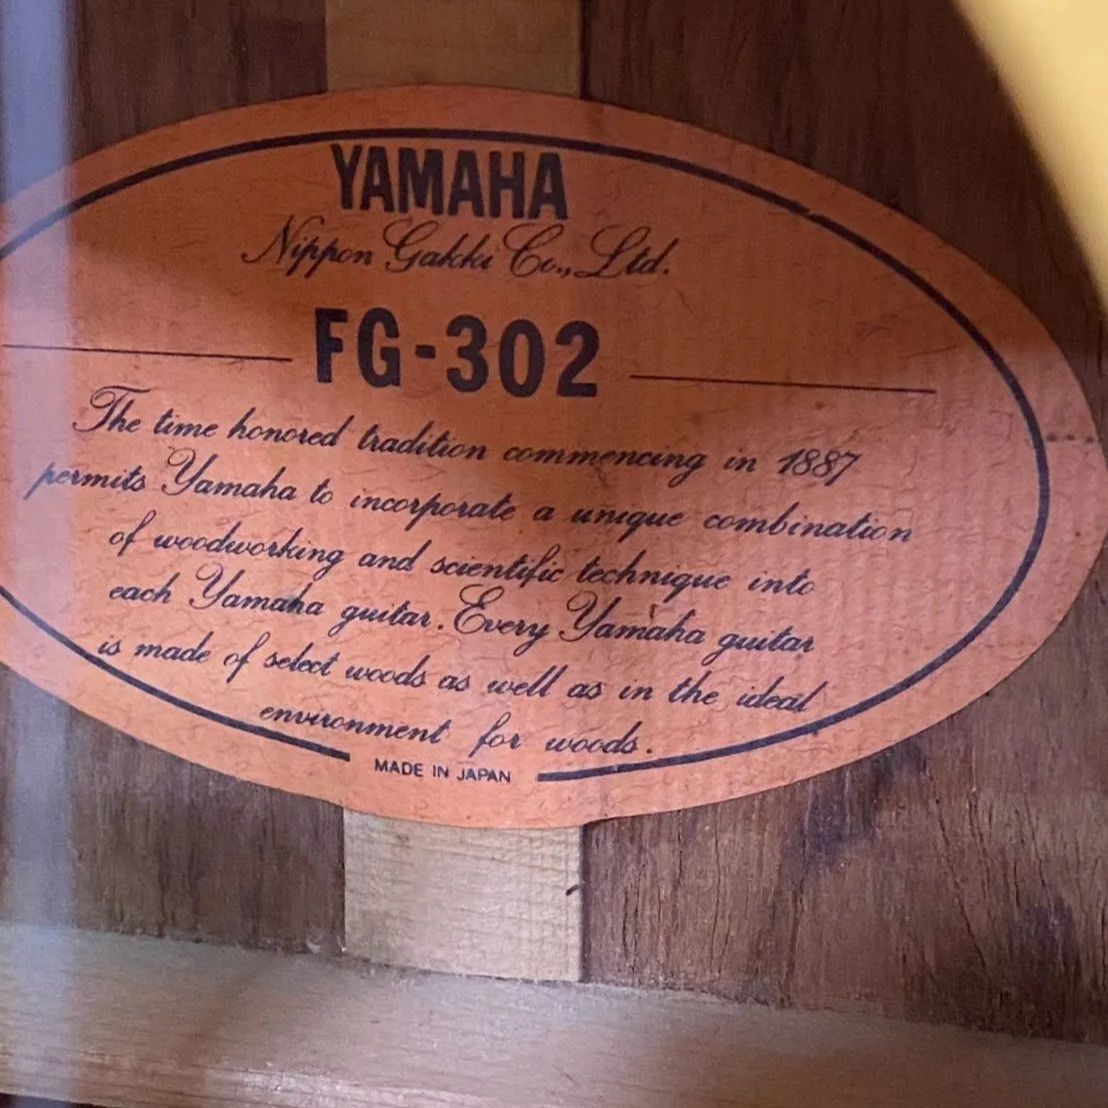 YAMAHA
Nippon Gakki Co., Ltd.
FG-302
The time honored tradition commencing in 1887
permits Yamaha to incorporate a unique combination
of woodworking and scientific technique into
each Yamaha guitar. Every Yamaha guitar
is made of select woods as well as in the ideal
environment for woods.
MADE IN JAPAN